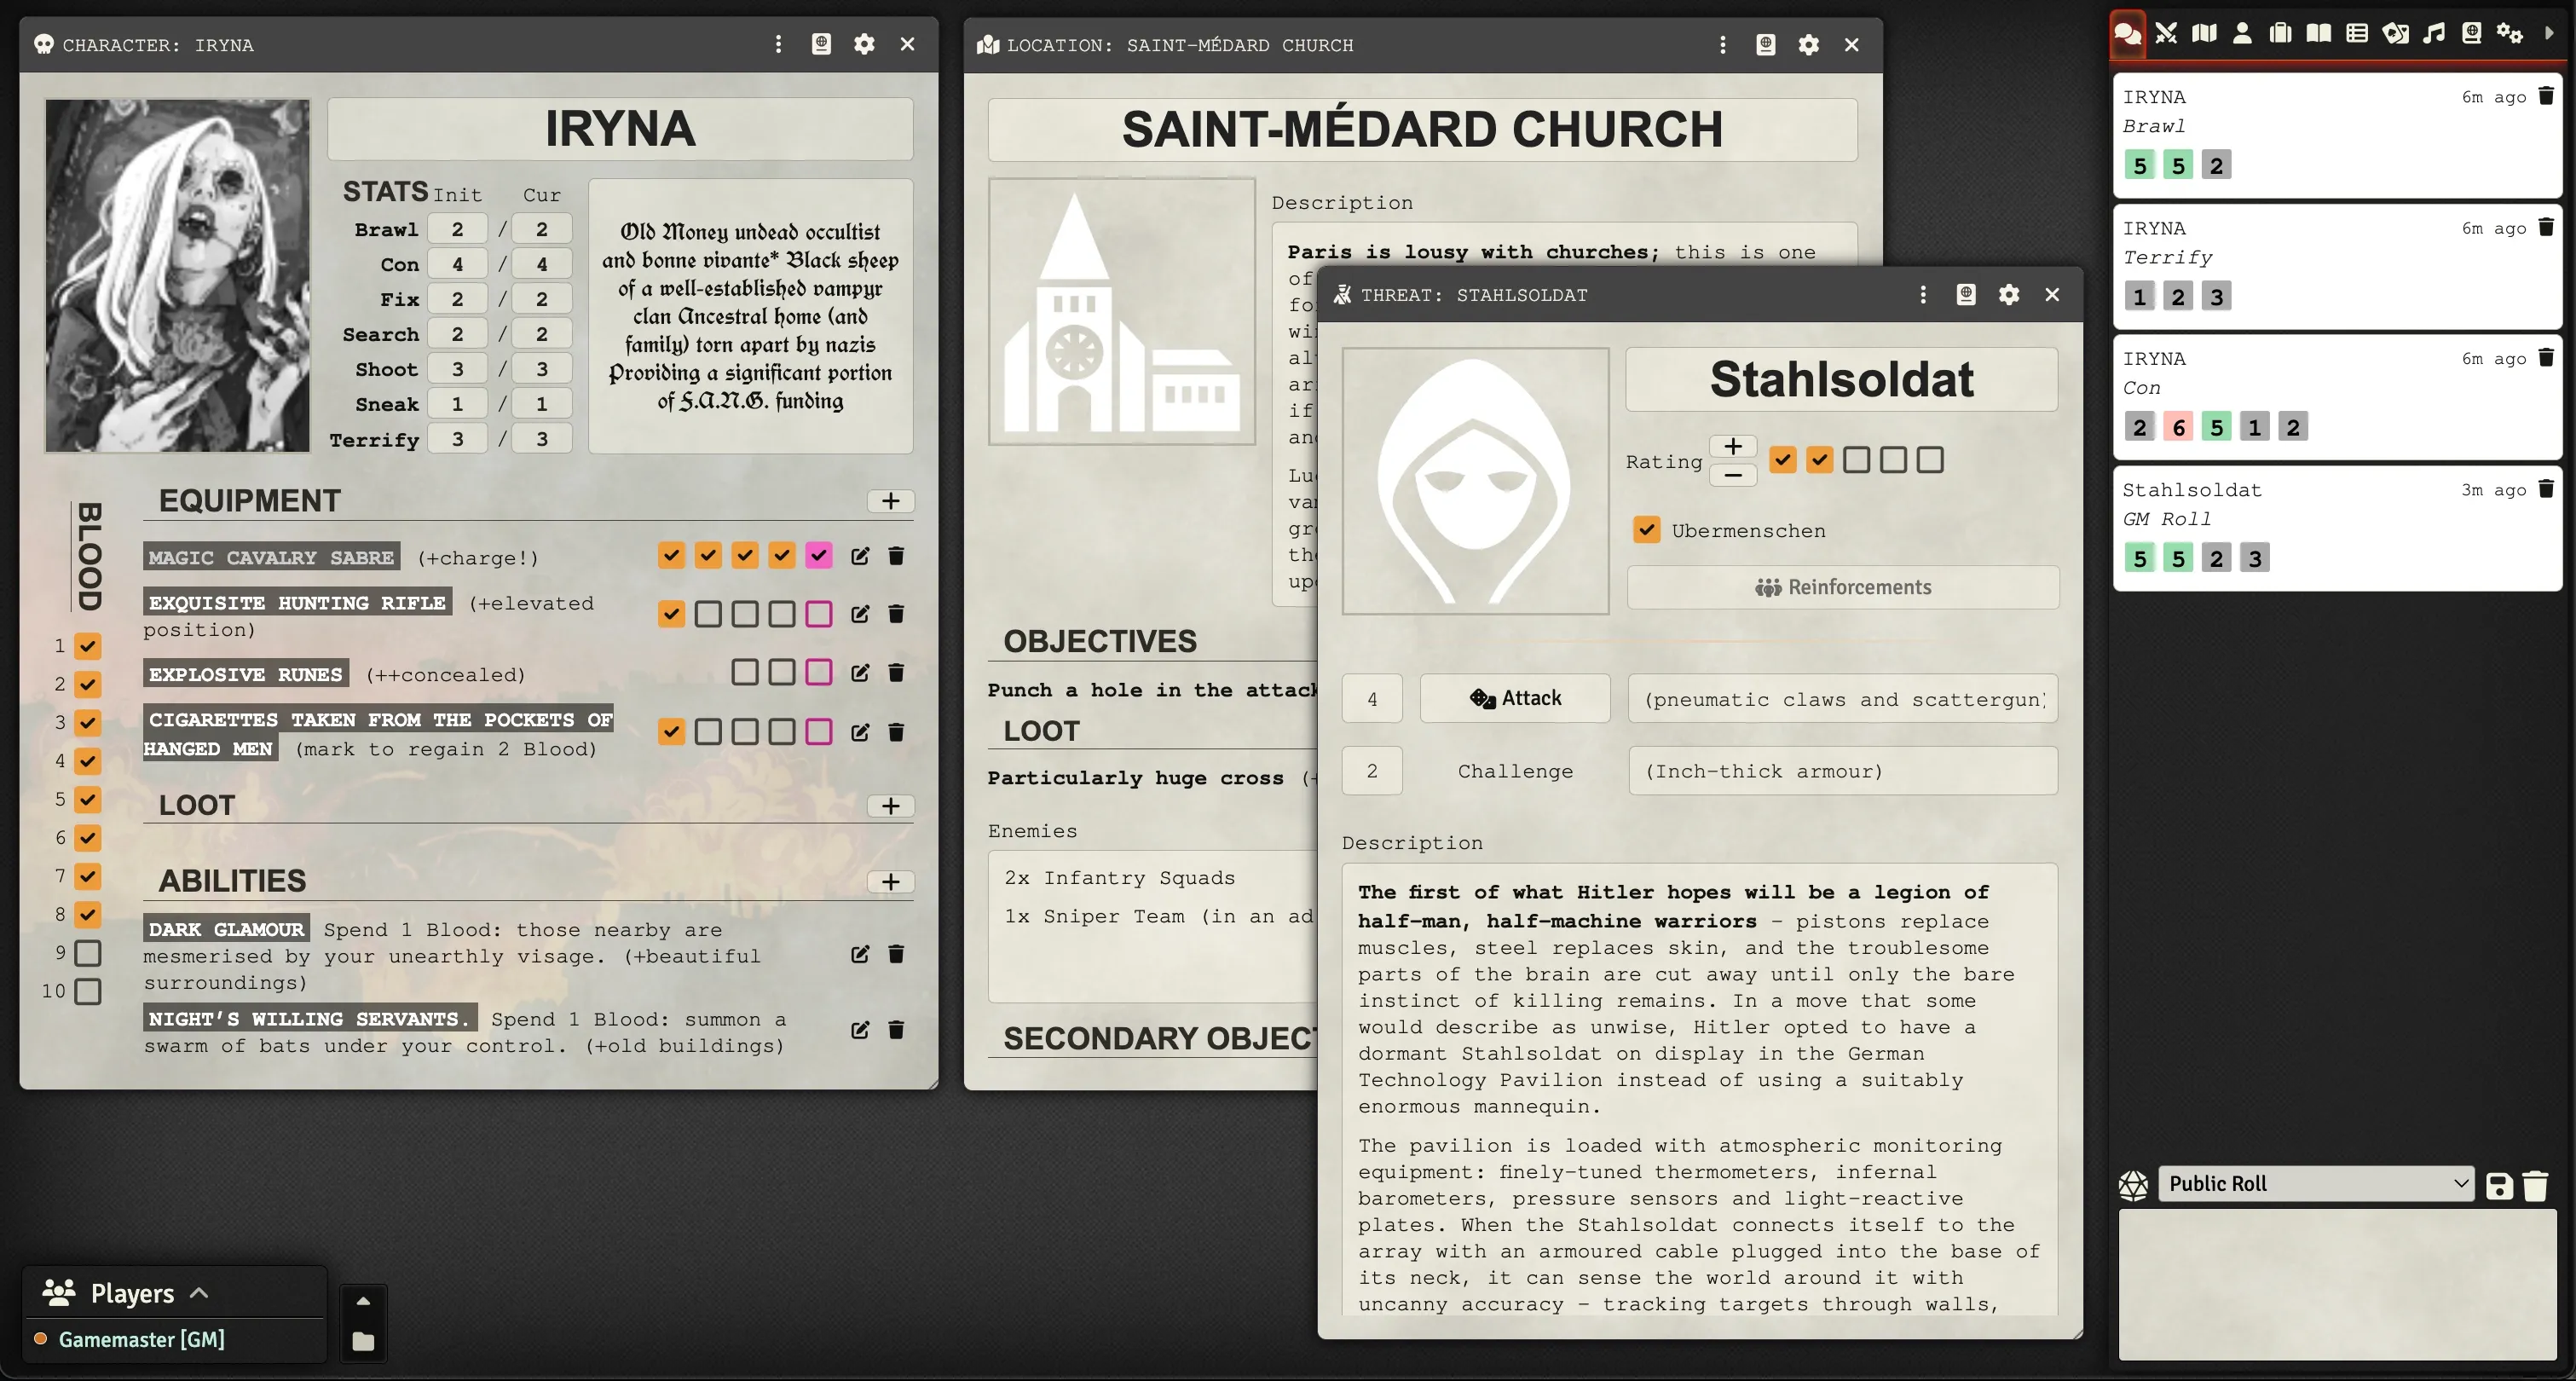 CHARACTER: IRYNA
IRYNA
STATS Init Cur
Brawl 2 / 2
Con 4 / 4
Fix 2 / 2
Search 2 / 2
Shoot 3 / 3
Sneak 1 / 1
Terrify 3 / 3
Old Money undead occultist
and bonne vivante* Black sheep
of a well-established vampyr
clan Ancestral home (and
family) torn apart by nazis
Providing a significant portion
of F.A.N.G. funding
BLOOD
1
2
3
4
5
6
7
8
9
10
EQUIPMENT
MAGIC CAVALRY SABRE (+charge!)
EXQUISITE HUNTING RIFLE (+elevated
position)
EXPLOSIVE RUNES (++concealed)
CIGARETTES TAKEN FROM THE POCKETS OF
HANGED MEN (mark to regain 2 Blood)
LOOT
ABILITIES
DARK GLAMOUR Spend 1 Blood: those nearby are
mesmerised by your unearthly visage. (+beautiful
surroundings)
NIGHT'S WILLING SERVANTS. Spend 1 Blood: summon a
swarm of bats under your control. (+old buildings)
LOCATION: SAINT-MÉDARD CHURCH
SAINT-MÉDARD CHURCH
Description
Paris is lousy with churches; this is one
of
OBJECTIVES
Punch a hole in the attack
LOOT
Particularly huge cross (+
Enemies
2x Infantry Squads
1x Sniper Team (in an ad
SECONDARY OBJECT
THREAT: STAHLSOLDAT
Stahlsoldat
Rating
Ubermenschen
Reinforcements
4 Attack (pneumatic claws and scattergun)
2 Challenge (Inch-thick armour)
Description
The first of what Hitler hopes will be a legion of
half-man, half-machine warriors – pistons replace
muscles, steel replaces skin, and the troublesome
parts of the brain are cut away until only the bare
instinct of killing remains. In a move that some
would describe as unwise, Hitler opted to have a
dormant Stahlsoldat on display in the German
Technology Pavilion instead of using a suitably
enormous mannequin.
The pavilion is loaded with atmospheric monitoring
equipment: finely-tuned thermometers, infernal
barometers, pressure sensors and light-reactive
plates. When the Stahlsoldat connects itself to the
array with an armoured cable plugged into the base of
its neck, it can sense the world around it with
uncanny accuracy – tracking targets through walls,
IRYNA 6m ago
Brawl
5 5 2
IRYNA 6m ago
Terrify
1 2 3
IRYNA 6m ago
Con
2 6 5 1 2
Stahlsoldat 3m ago
GM Roll
5 5 2 3
Public Roll
Players
Gamemaster [GM]